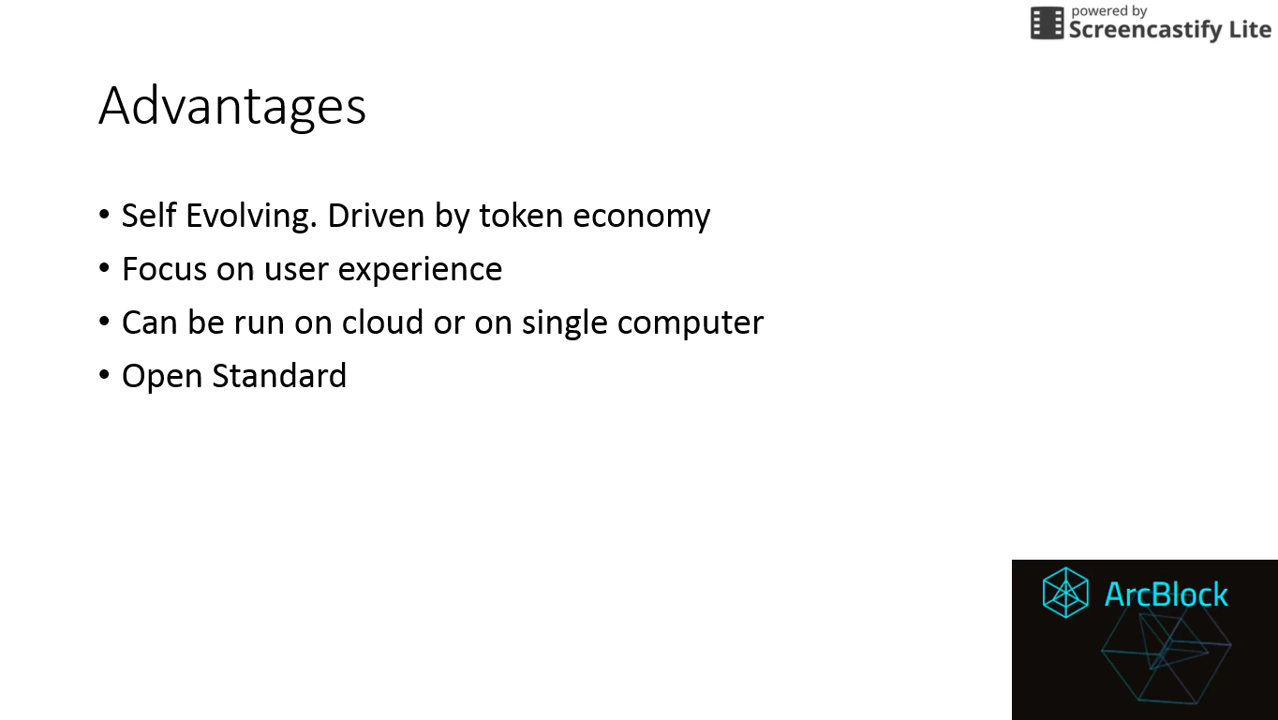 powered by
Screencastify Lite
Advantages
• Self Evolving. Driven by token economy
• Focus on user experience
• Can be run on cloud or on single computer
• Open Standard
ArcBlock